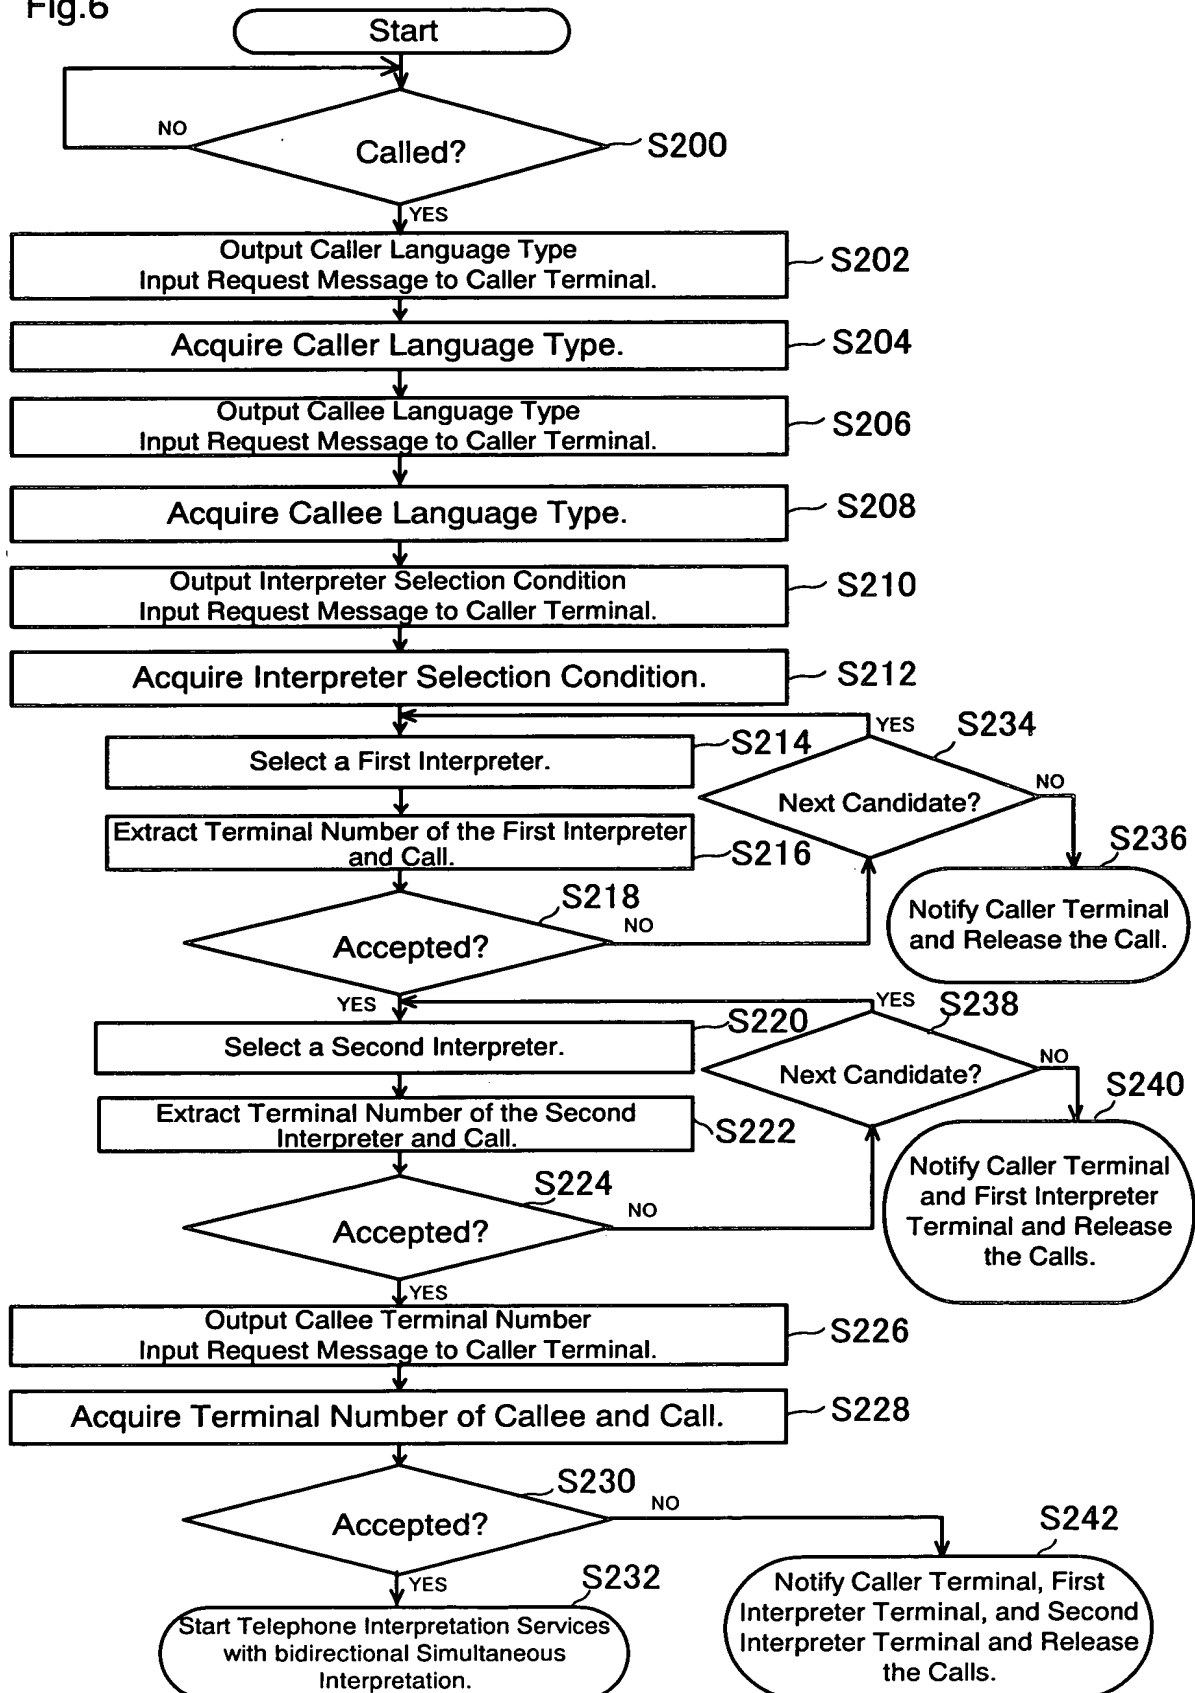 Fig.6
Start
Called?
NO
S200
YES
Output Caller Language Type
Input Request Message to Caller Terminal.
S202
Acquire Caller Language Type.
S204
Output Callee Language Type
Input Request Message to Caller Terminal.
S206
Acquire Callee Language Type.
S208
Output Interpreter Selection Condition
Input Request Message to Caller Terminal.
S210
Acquire Interpreter Selection Condition.
S212
Select a First Interpreter.
S214
YES
S234
Next Candidate?
NO
Extract Terminal Number of the First Interpreter
and Call.
S216
S236
Notify Caller Terminal
and Release the Call.
S218
Accepted?
NO
YES
Select a Second Interpreter.
S220
YES
S238
Next Candidate?
NO
Extract Terminal Number of the Second
Interpreter and Call.
S222
S240
Notify Caller Terminal
and First Interpreter
Terminal and Release
the Calls.
S224
Accepted?
NO
YES
Output Callee Terminal Number
Input Request Message to Caller Terminal.
S226
Acquire Terminal Number of Callee and Call.
S228
S230
Accepted?
NO
YES
S232
Start Telephone Interpretation Services
with bidirectional Simultaneous
Interpretation.
S242
Notify Caller Terminal, First
Interpreter Terminal, and Second
Interpreter Terminal and Release
the Calls.